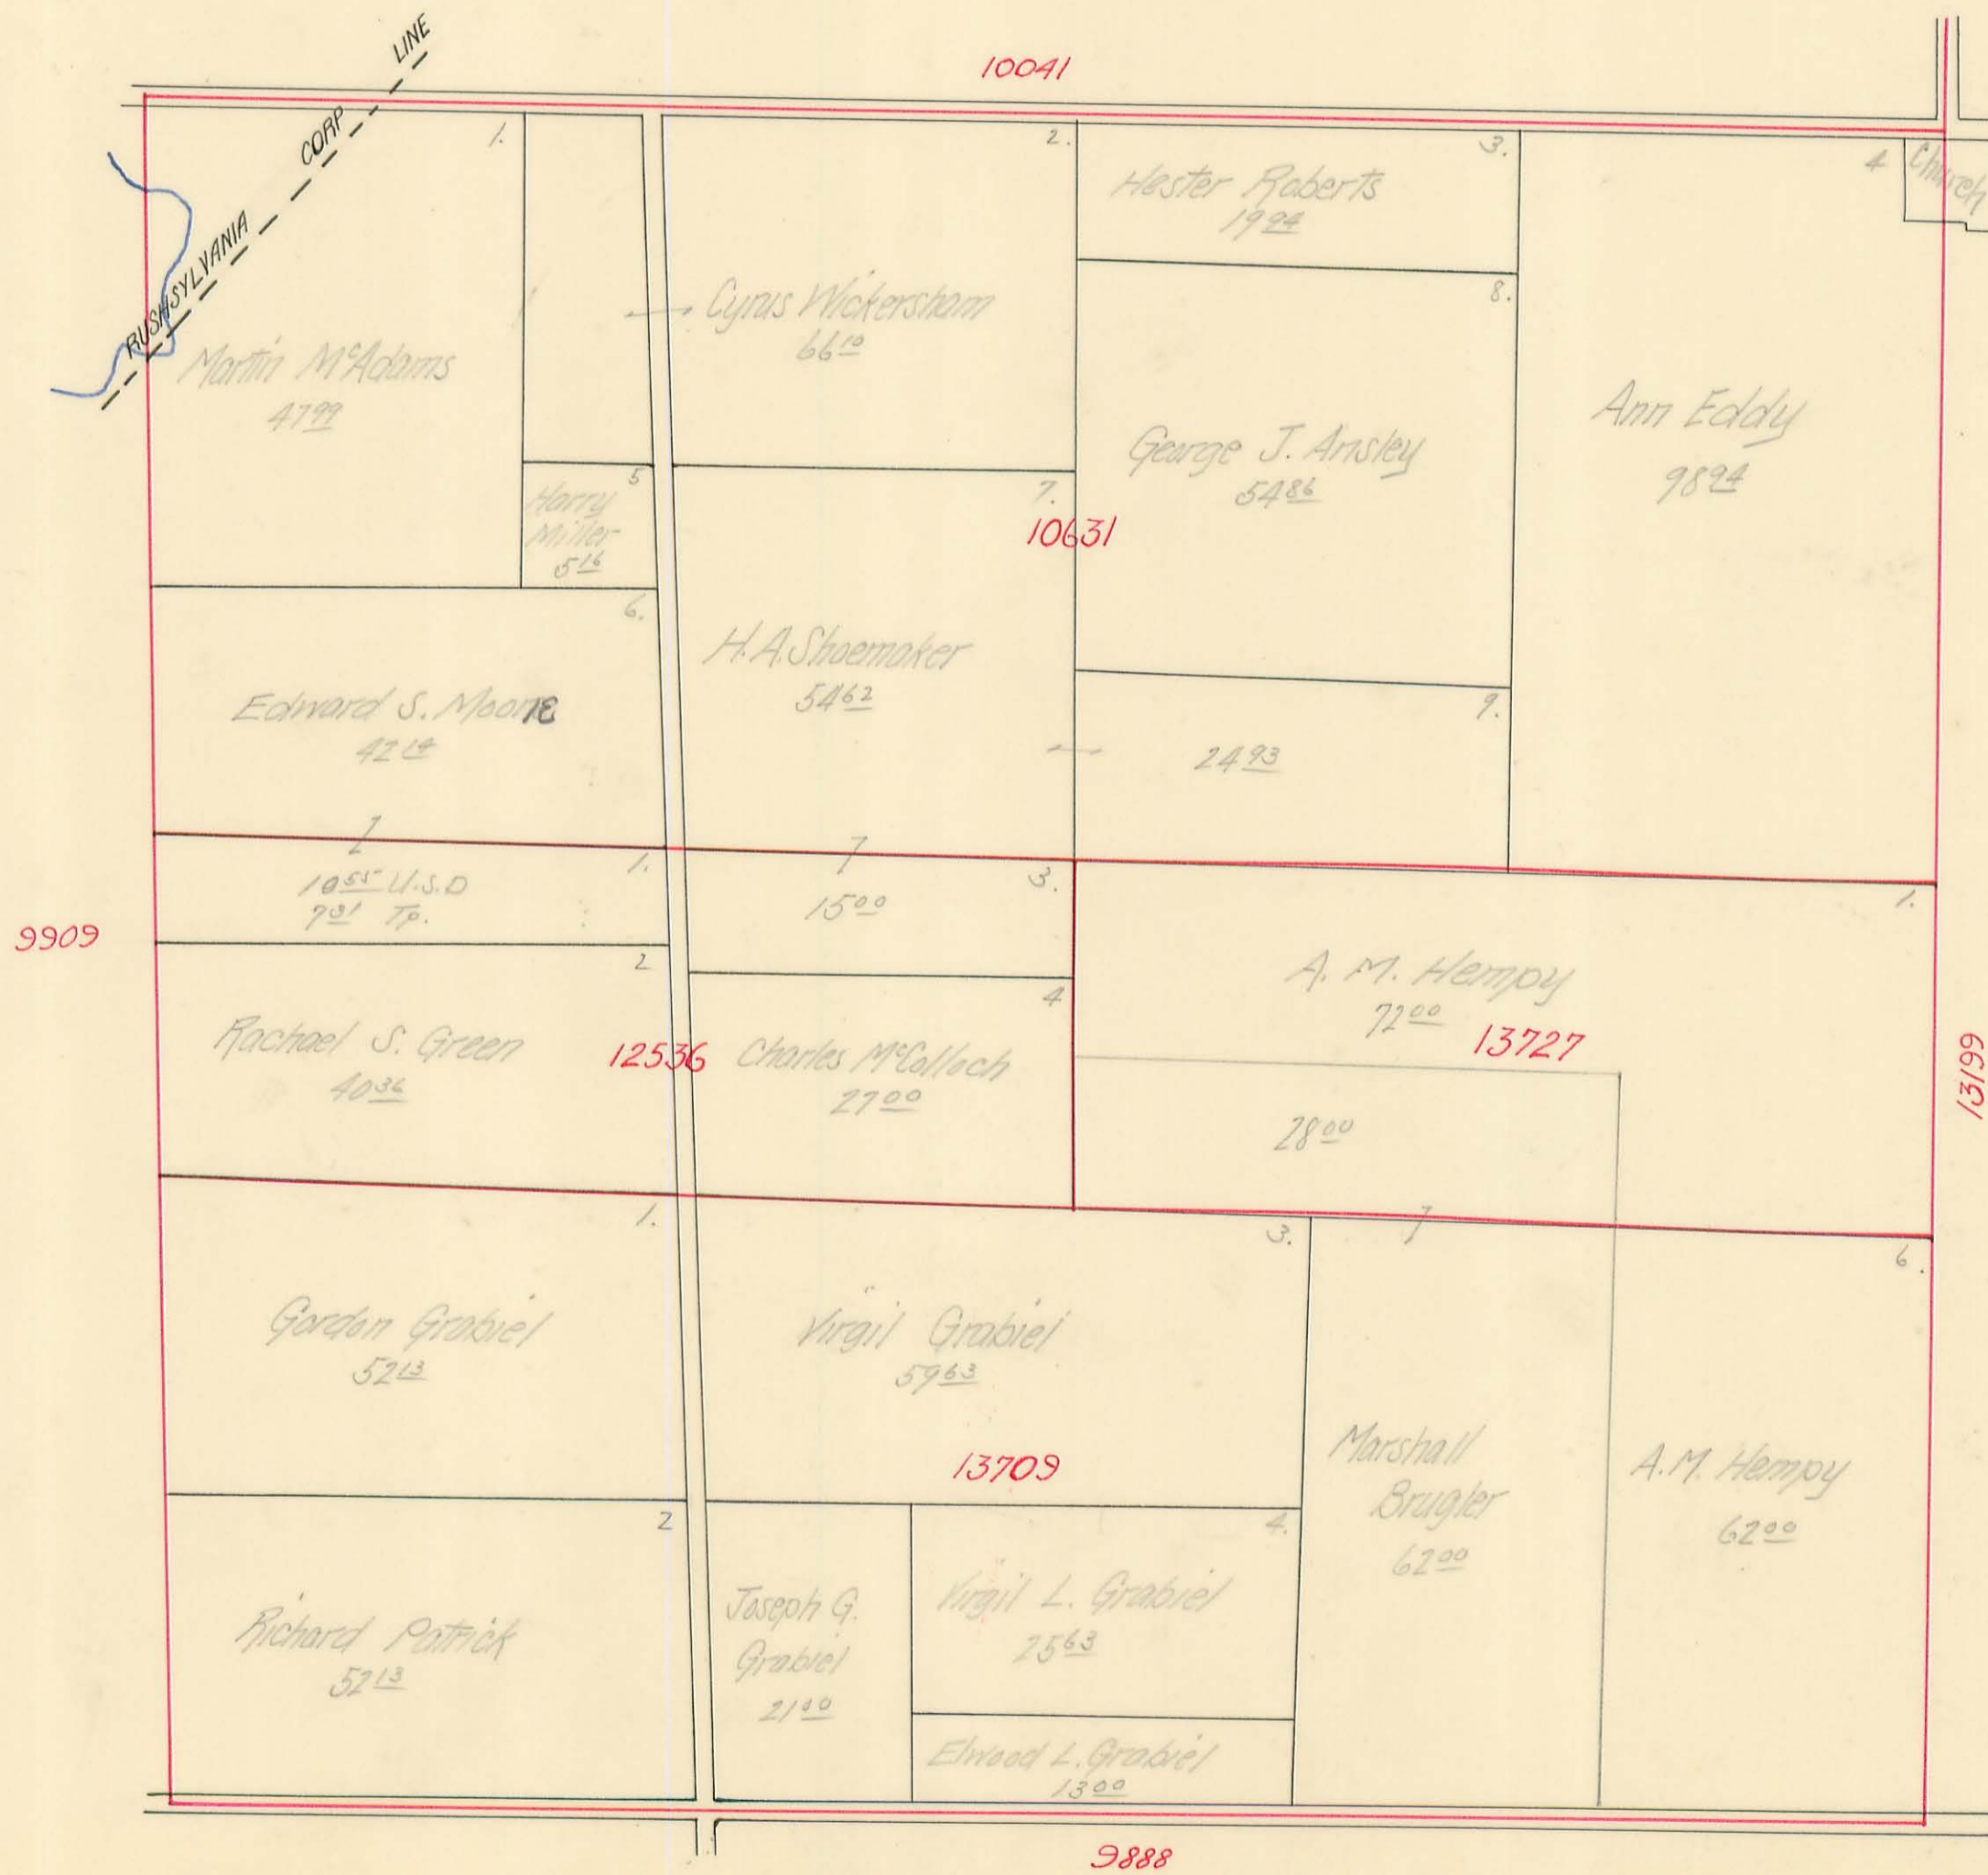 10041
RUSHSYLVANIA CORP LINE
1.
2.
3.
4
Church
Hester Roberts
19 94
Cyrus Wickersham
66 10
8.
Martin McAdams
47 99
George J. Ansley
54 86
Ann Eddy
98 94
5
Harry
Miller
5 16
7.
10631
6.
H.A. Shoemaker
54 62
Edward S. Moore
42 14
9.
24 93
1.
10 55 U.S.D
7 31 Tp.
3.
15 00
1.
9909
2
4
A. M. Hempy
72 00
13727
Rachael S. Green
40 36
12536
Charles McColloch
27 00
13199
28 00
1.
3.
6.
Gordon Grabiel
52 13
Virgil Grabiel
59 63
13709
Marshall
Brugler
62 00
A.M. Hempy
62 00
2
4.
Richard Patrick
52 13
Joseph G.
Grabiel
21 00
Virgil L. Grabiel
25 63
Elwood L. Grabiel
13 00
9888